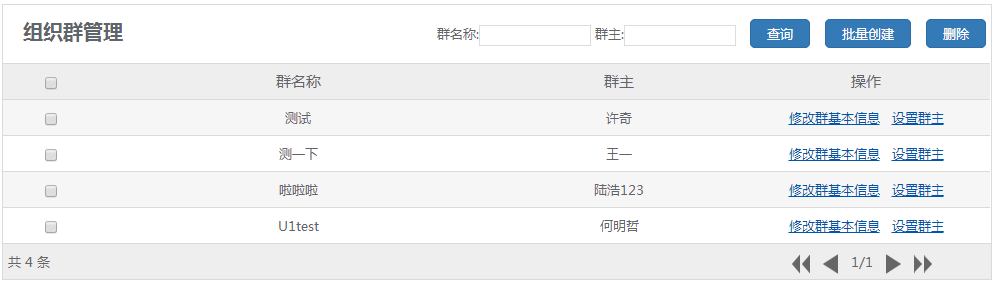 组织群管理 群名称: 群主: 查询 批量创建 删除
群名称 群主 操作
测试 许奇 修改群基本信息 设置群主
测一下 王一 修改群基本信息 设置群主
啦啦啦 陆浩123 修改群基本信息 设置群主
U1test 何明哲 修改群基本信息 设置群主
共 4 条 1/1